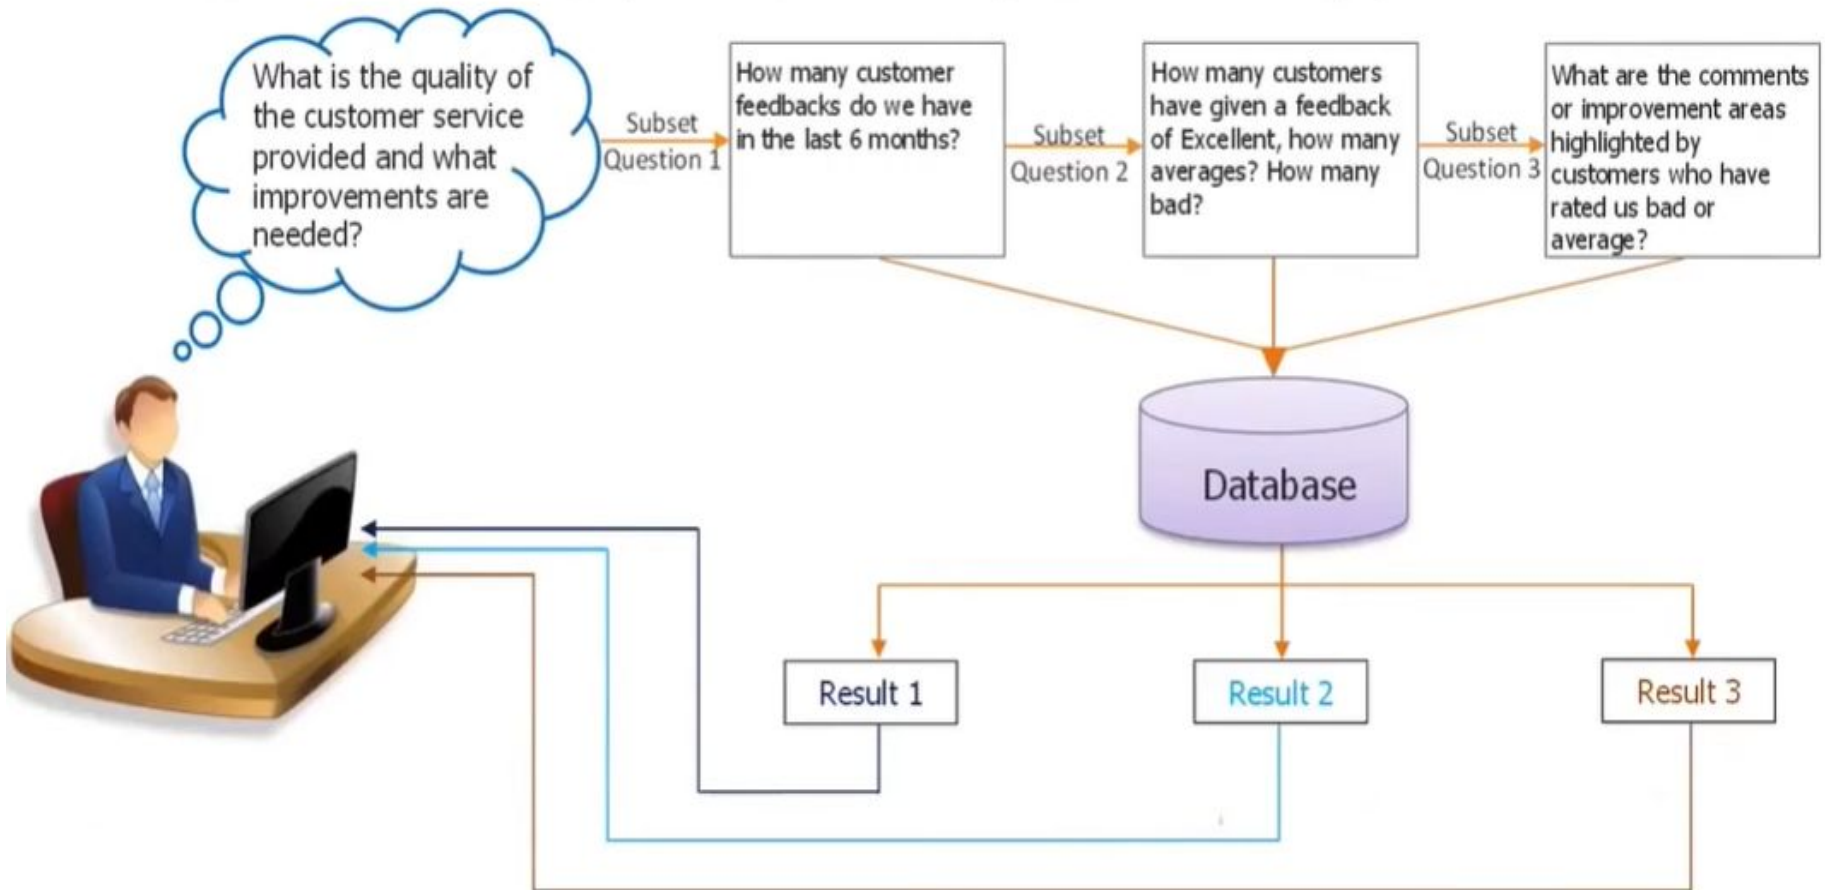 What is the quality of
the customer service
provided and what
improvements are
needed?
Subset
Question 1
How many customer
feedbacks do we have
in the last 6 months?
Subset
Question 2
How many customers
have given a feedback
of Excellent, how many
averages? How many
bad?
Subset
Question 3
What are the comments
or improvement areas
highlighted by
customers who have
rated us bad or
average?
Database
Result 1
Result 2
Result 3